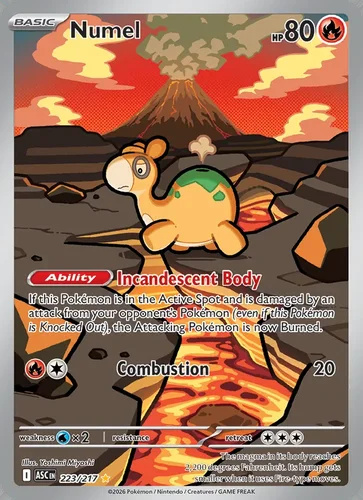 BASIC Numel HP 80
Ability Incandescent Body
If this Pokémon is in the Active Spot and is damaged by an
attack from your opponent's Pokémon (even if this Pokémon
is Knocked Out), the Attacking Pokémon is now Burned.
Combustion 20
weakness ×2 resistance retreat
Illus. Yoshimi Miyoshi
The magma in its body reaches
2,200 degrees Fahrenheit. Its hump gets
smaller when it uses Fire-type moves.
I ASC EN 223/217
©2026 Pokémon / Nintendo / Creatures / GAME FREAK